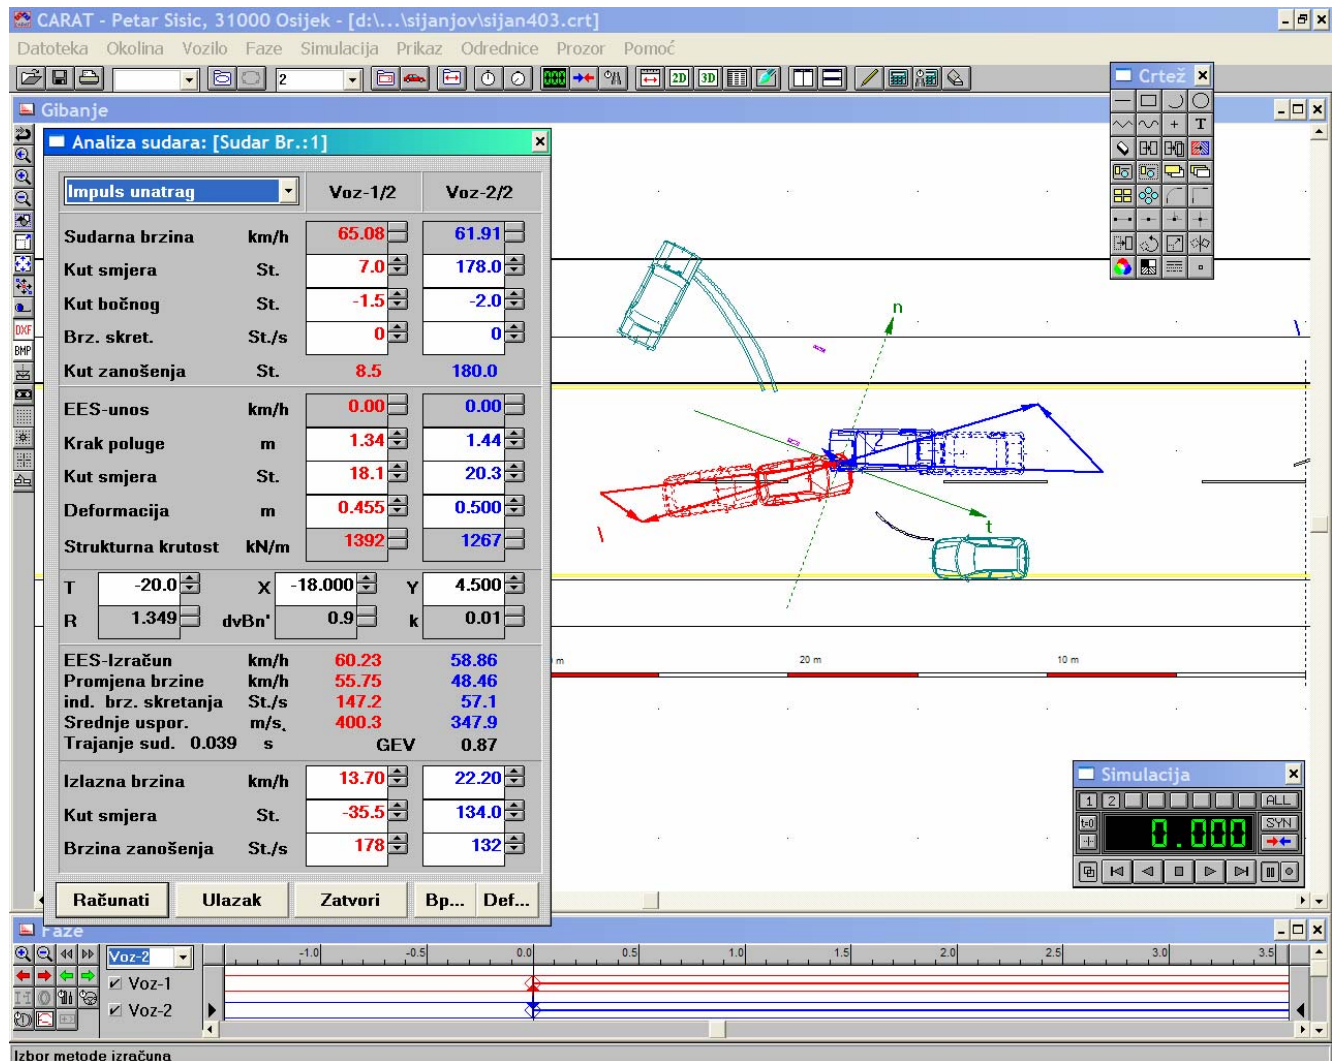 CARAT - Petar Sisic, 31000 Osijek - [d:\...\sijanjov\sijan403.crt]
Datoteka Okolina Vozilo Faze Simulacija Prikaz Odrednice Prozor Pomoć
2 2D 3D
Crtež
T
Gibanje
DXF
BMP
Analiza sudara: [Sudar Br.:1]
Impuls unatrag Voz-1/2 Voz-2/2
Sudarna brzina km/h 65.08 61.91
Kut smjera St. 7.0 178.0
Kut bočnog St. -1.5 -2.0
Brz. skret. St./s 0 0
Kut zanošenja St. 8.5 180.0
EES-unos km/h 0.00 0.00
Krak poluge m 1.34 1.44
Kut smjera St. 18.1 20.3
Deformacija m 0.455 0.500
Strukturna krutost kN/m 1392 1267
T -20.0 X -18.000 Y 4.500
R 1.349 dvBn' 0.9 k 0.01
EES-Izračun km/h 60.23 58.86
Promjena brzine km/h 55.75 48.46
ind. brz. skretanja St./s 147.2 57.1
Srednje uspor. m/s, 400.3 347.9
Trajanje sud. 0.039 s GEV 0.87
Izlazna brzina km/h 13.70 22.20
Kut smjera St. -35.5 134.0
Brzina zanošenja St./s 178 132
Računati Ulazak Zatvori Bp... Def...
n
2
t
m 20 m 10 m
Simulacija
1 2 ALL
t=0 0.000 SYN
Faze
Voz-2 -1.0 -0.5 0.0 0.5 1.0 1.5 2.0 2.5 3.0 3.5
Voz-1
Voz-2
Izbor metode izračuna